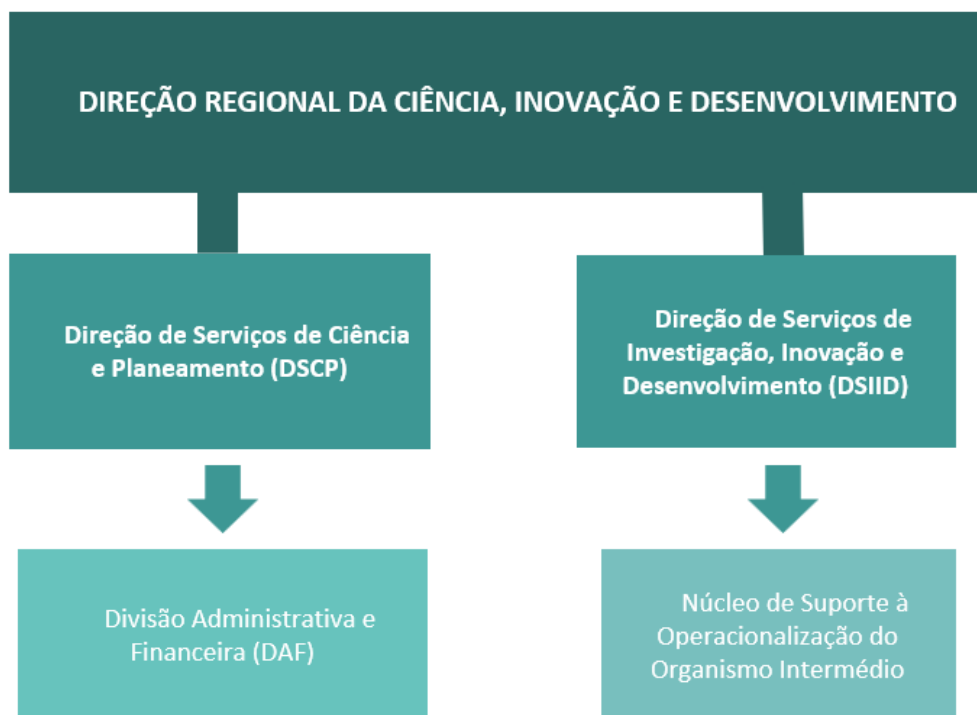 DIREÇÃO REGIONAL DA CIÊNCIA, INOVAÇÃO E DESENVOLVIMENTO
Direção de Serviços de Ciência
e Planeamento (DSCP)
Direção de Serviços de
Investigação, Inovação e
Desenvolvimento (DSIID)
Divisão Administrativa e
Financeira (DAF)
Núcleo de Suporte à
Operacionalização do
Organismo Intermédio